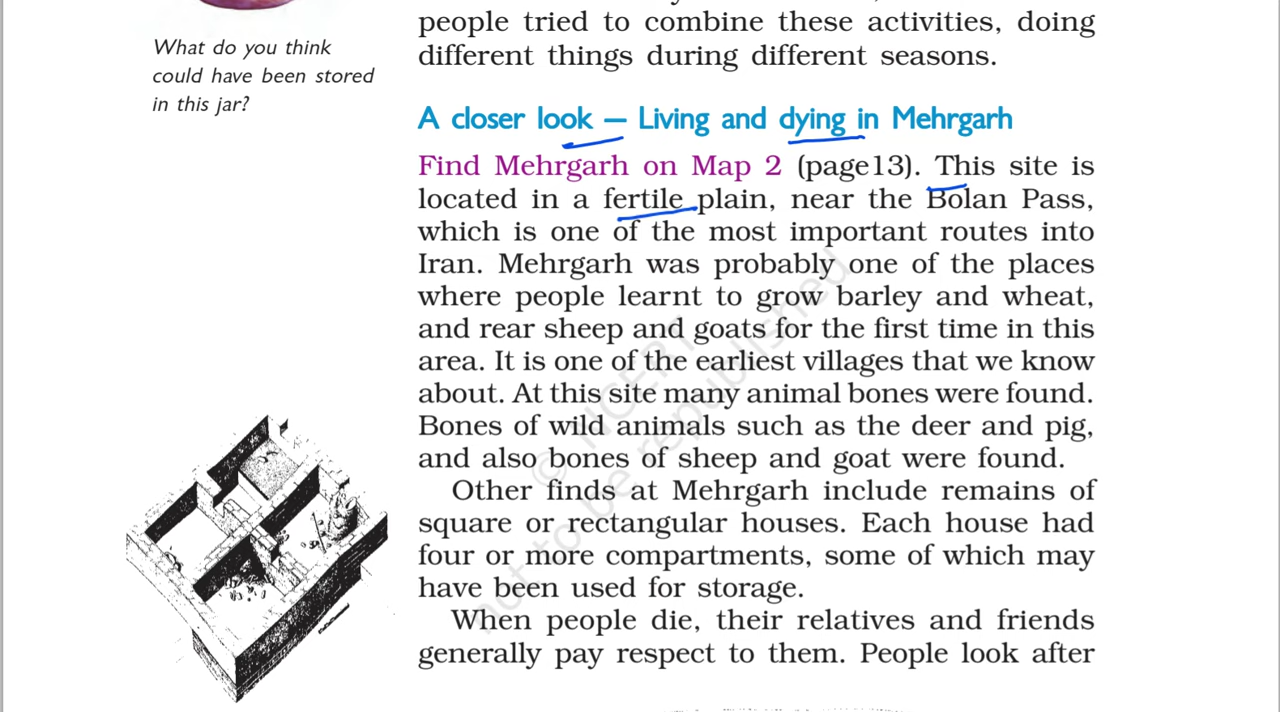 What do you think
could have been stored
in this jar?
people tried to combine these activities, doing
different things during different seasons.
A closer look — Living and dying in Mehrgarh
Find Mehrgarh on Map 2 (page13). This site is
located in a fertile plain, near the Bolan Pass,
which is one of the most important routes into
Iran. Mehrgarh was probably one of the places
where people learnt to grow barley and wheat,
and rear sheep and goats for the first time in this
area. It is one of the earliest villages that we know
about. At this site many animal bones were found.
Bones of wild animals such as the deer and pig,
and also bones of sheep and goat were found.
Other finds at Mehrgarh include remains of
square or rectangular houses. Each house had
four or more compartments, some of which may
have been used for storage.
When people die, their relatives and friends
generally pay respect to them. People look after
© NCERT
not to be republished